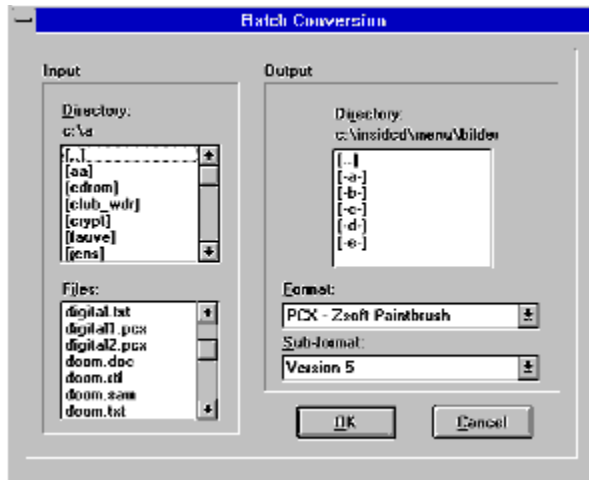 Batch Conversion
Input
Directory:
c:\a
[..]
[aa]
[cdrom]
[club_wdr]
[crypt]
[fauve]
[jens]
Files:
digital.txt
digital1.pcx
digital2.pcx
doom.doc
doom.rtl
doom.sam
doom.txt
Output
Directory:
c:\insidcd\menu\bilder
[..]
[-a-]
[-b-]
[-c-]
[-d-]
[-e-]
Format:
PCX - Zsoft Paintbrush
Sub-format:
Version 5
OK
Cancel